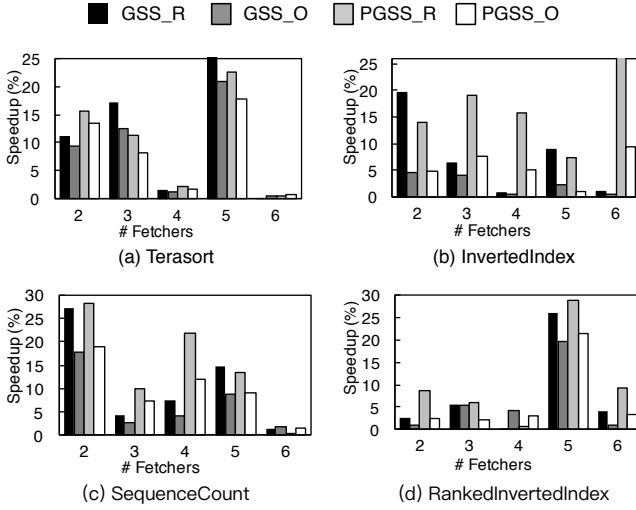 GSS_R GSS_O PGSS_R PGSS_O
Speedup (%)
25
20
15
10
5
0
2 3 4 5 6
# Fetchers
(a) Terasort
Speedup (%)
25
20
15
10
5
0
2 3 4 5 6
# Fetchers
(b) InvertedIndex
Speedup (%)
30
25
20
15
10
5
0
2 3 4 5 6
# Fetchers
(c) SequenceCount
Speedup (%)
30
25
20
15
10
5
0
2 3 4 5 6
# Fetchers
(d) RankedInvertedIndex